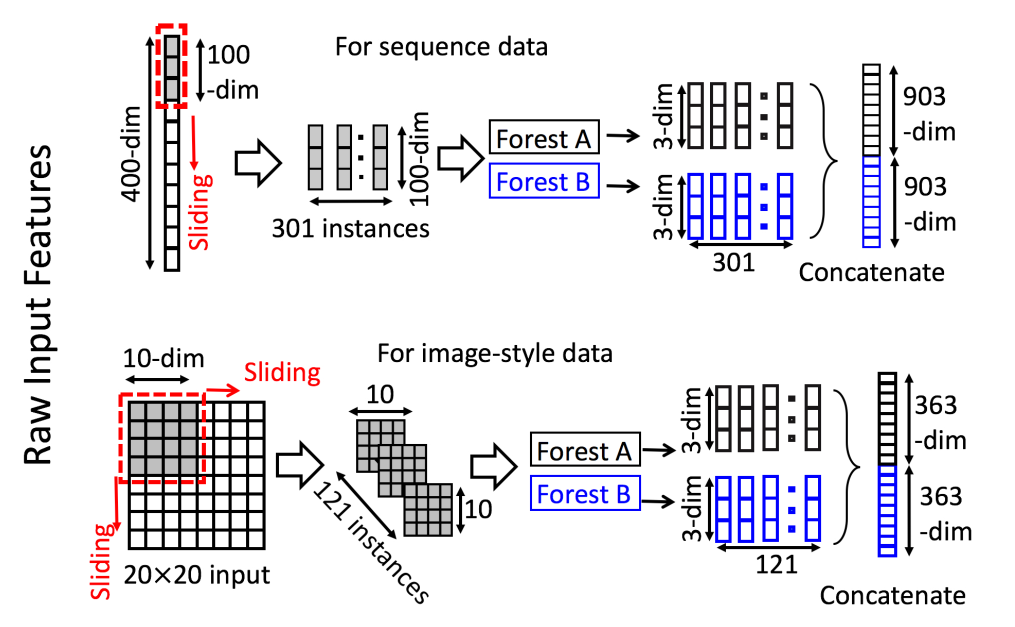 Raw Input Features
For sequence data
100
-dim
400-dim
Sliding
301 instances
100-dim
Forest A
Forest B
3-dim
3-dim
301
903
-dim
903
-dim
Concatenate
For image-style data
10-dim
Sliding
Sliding
20×20 input
10
10
121 instances
Forest A
Forest B
3-dim
3-dim
121
363
-dim
363
-dim
Concatenate